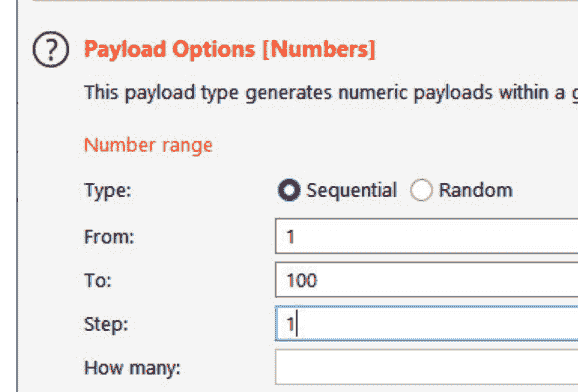 ?
Payload Options [Numbers]
This payload type generates numeric payloads within a
Number range
Type: Sequential Random
From: 1
To: 100
Step: 1
How many: